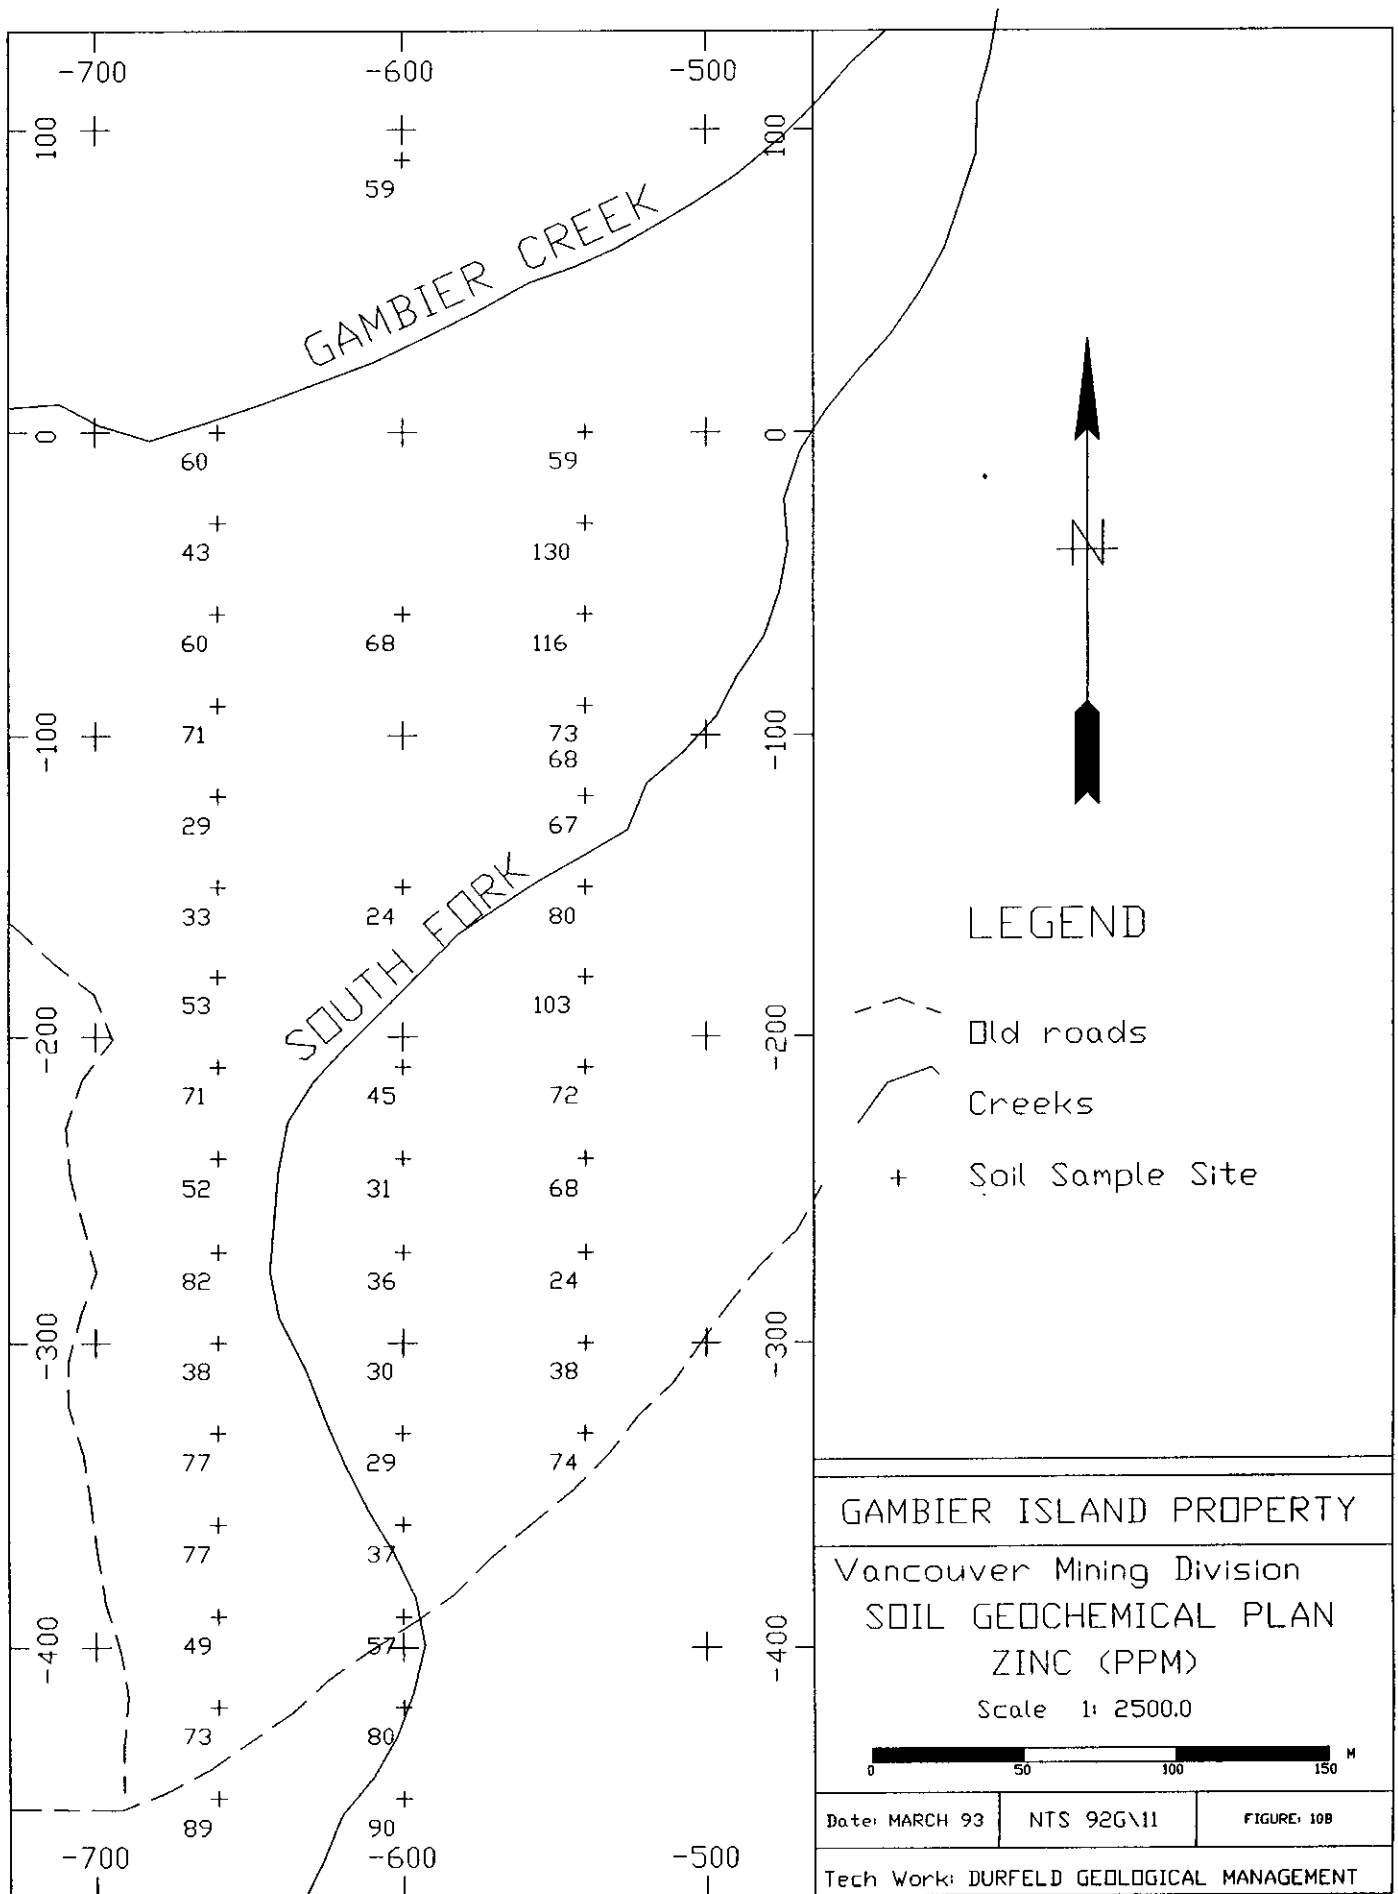 -700 -600 -500
100 100
59
GAMBIER CREEK
0 0
60 59
43 130
60 68 116
-100 71 73 -100
68
29 67
33 24 80
SOUTH FORK
53 103
-200 -200
71 45 72
52 31 68
82 36 24
-300 -300
38 30 38
77 29 74
77 37
-400 49 57 -400
73 80
89 90
-700 -600 -500
N
LEGEND
Old roads
Creeks
+ Soil Sample Site
GAMBIER ISLAND PROPERTY
Vancouver Mining Division
SOIL GEOCHEMICAL PLAN
ZINC (PPM)
Scale 1: 2500.0
0 50 100 150 M
Date: MARCH 93 NTS 92G\11 FIGURE: 10B
Tech Work: DURFELD GEOLOGICAL MANAGEMENT